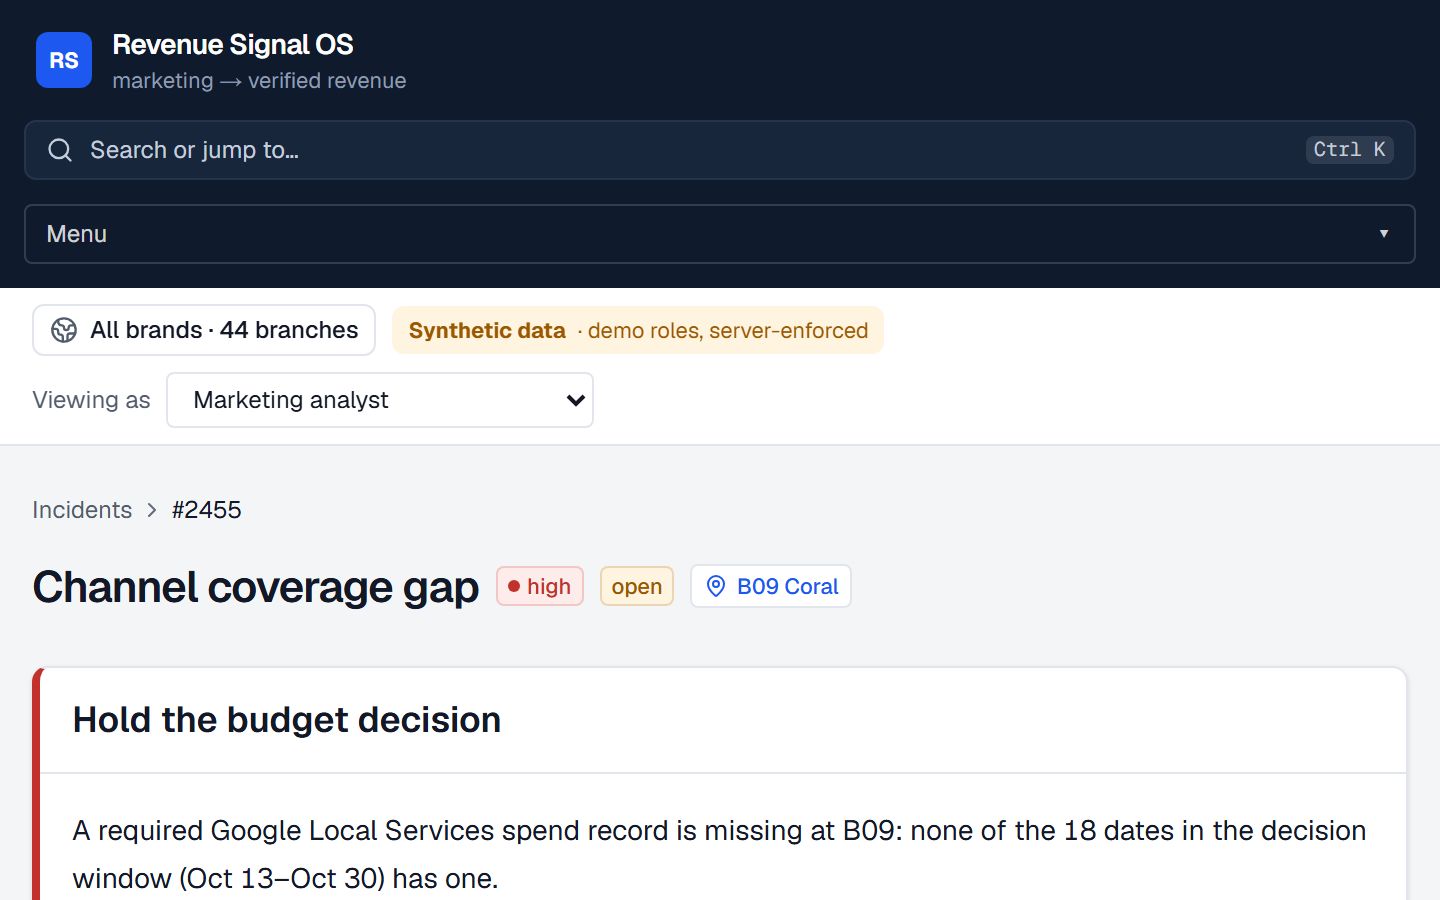 RS
Revenue Signal OS
marketing → verified revenue
Search or jump to...
Ctrl K
Menu
All brands · 44 branches
Synthetic data · demo roles, server-enforced
Viewing as
Marketing analyst
Incidents > #2455
Channel coverage gap
high
open
B09 Coral
Hold the budget decision
A required Google Local Services spend record is missing at B09: none of the 18 dates in the decision
window (Oct 13–Oct 30) has one.